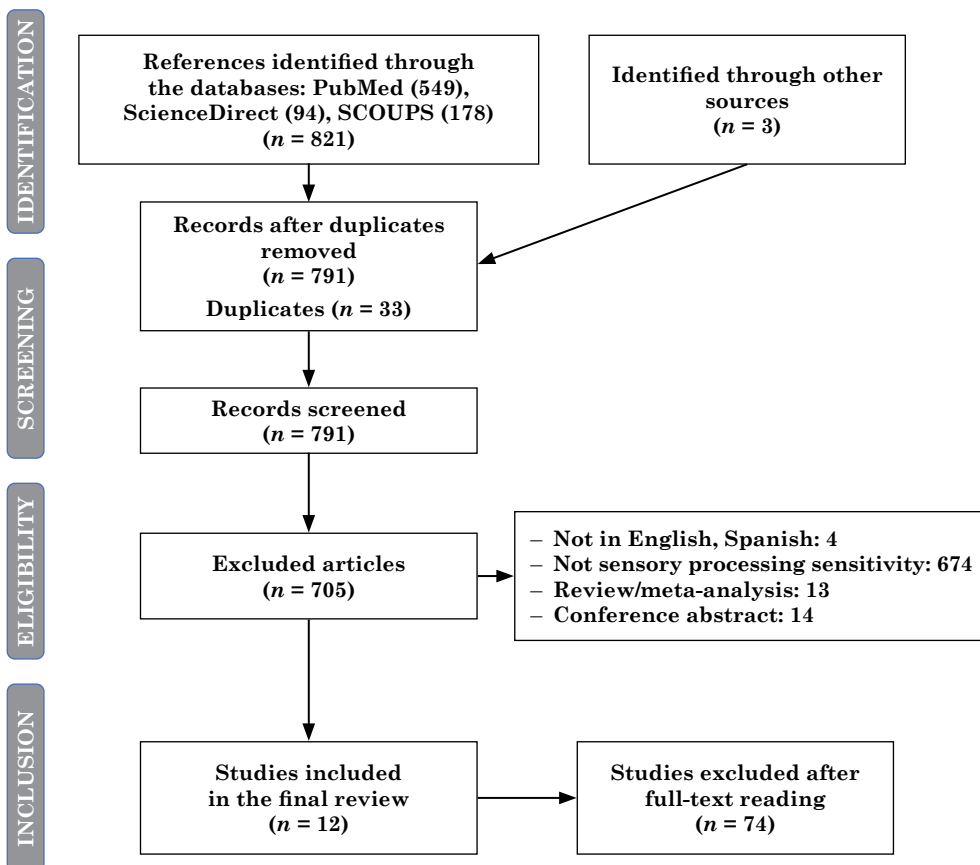 IDENTIFICATION
References identified through
the databases: PubMed (549),
ScienceDirect (94), SCOUPS (178)
(n = 821)
Identified through other
sources
(n = 3)
Records after duplicates
removed
(n = 791)
Duplicates (n = 33)
SCREENING
Records screened
(n = 791)
ELIGIBILITY
Excluded articles
(n = 705)
– Not in English, Spanish: 4
– Not sensory processing sensitivity: 674
– Review/meta-analysis: 13
– Conference abstract: 14
INCLUSION
Studies included
in the final review
(n = 12)
Studies excluded after
full-text reading
(n = 74)